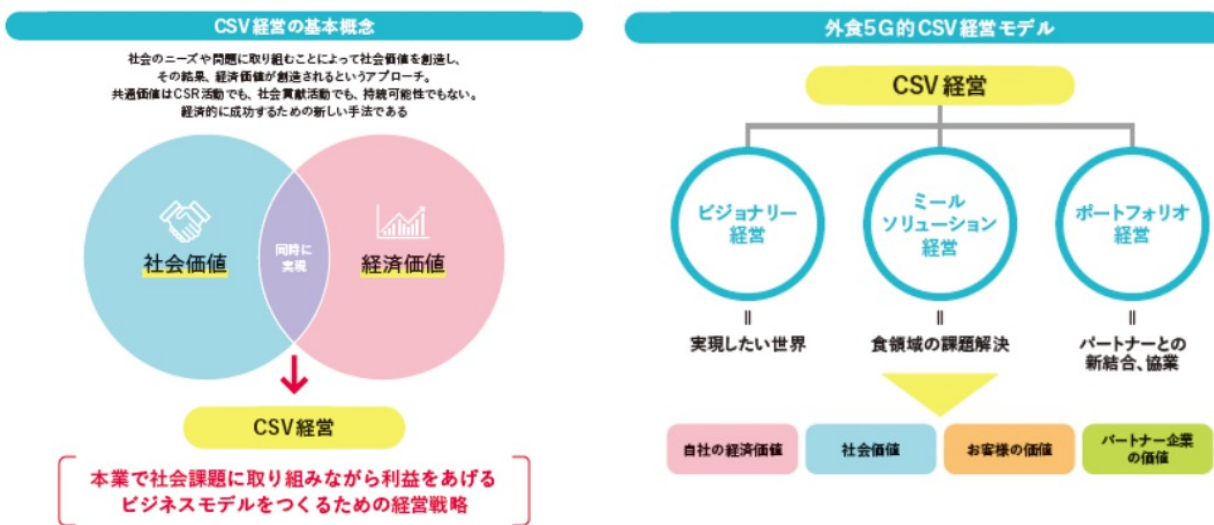 CSV経営の基本概念
社会のニーズや問題に取り組むことによって社会価値を創造し、
その結果、経済価値が創造されるというアプローチ。
共通価値はCSR活動でも、社会貢献活動でも、持続可能性でもない。
経済的に成功するための新しい手法である
社会価値
同時に
実現
経済価値
CSV経営
本業で社会課題に取り組みながら利益をあげる
ビジネスモデルをつくるための経営戦略
外食5G的CSV経営モデル
CSV経営
ビジョナリー
経営
ミール
ソリューション
経営
ポートフォリオ
経営
=
実現したい世界
=
食領域の課題解決
=
パートナーとの
新結合、協業
自社の経済価値
社会価値
お客様の価値
パートナー企業
の価値